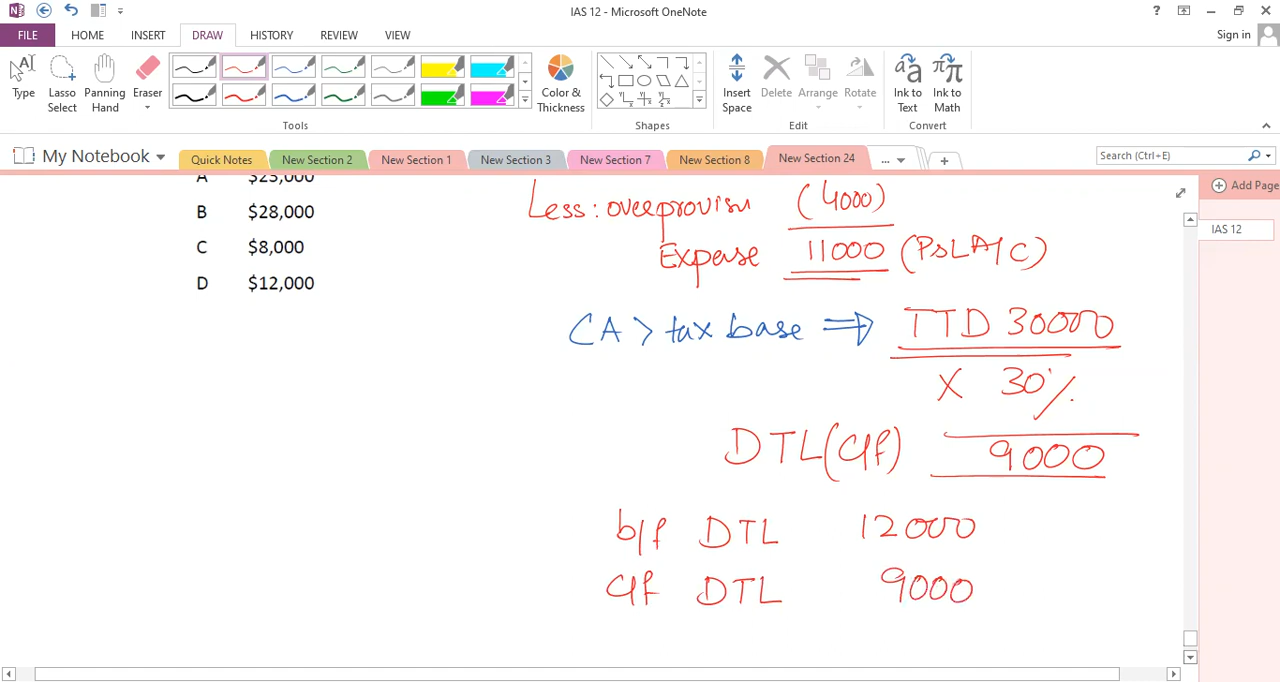 IAS 12 - Microsoft OneNote
FILE HOME INSERT DRAW HISTORY REVIEW VIEW
Sign in
Type
Lasso Select
Panning Hand
Eraser
Color & Thickness
Insert Space
Delete
Arrange
Rotate
Ink to Text
Ink to Math
Tools Shapes Edit Convert
My Notebook Quick Notes New Section 2 New Section 1 New Section 3 New Section 7 New Section 8 New Section 24 ... Search (Ctrl+E)
Add Page
IAS 12
A $23,000
B $28,000
C $8,000
D $12,000
Less: overprovisn (4000)
Expense 11000 (PsL A/C)
CA > tax base ⇒ TTD 30000
X 30%
DTL (c/f) 9000
b/f DTL 12000
c/f DTL 9000